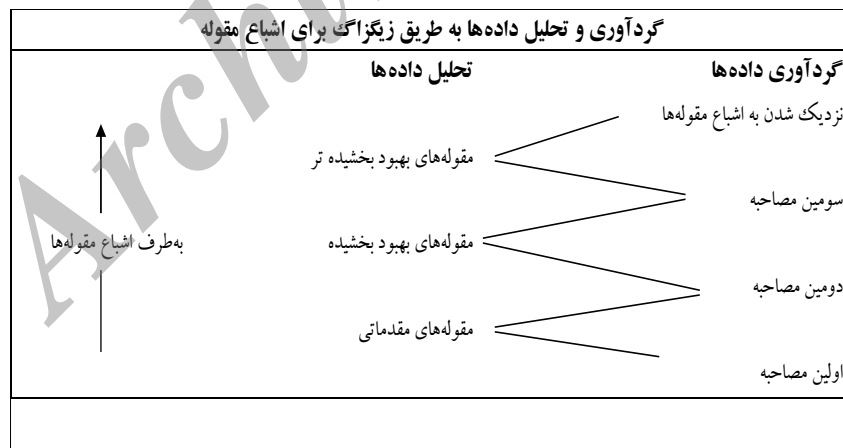 گردآوری و تحلیل داده‌ها به طریق زیگزاگ برای اشباع مقوله
گردآوری داده‌ها
تحلیل داده‌ها
نزدیک شدن به اشباع مقوله‌ها
مقوله‌های بهبود بخشیده تر
سومین مصاحبه
مقوله‌های بهبود بخشیده
به‌طرف اشباع مقوله‌ها
دومین مصاحبه
مقوله‌های مقدماتی
اولین مصاحبه